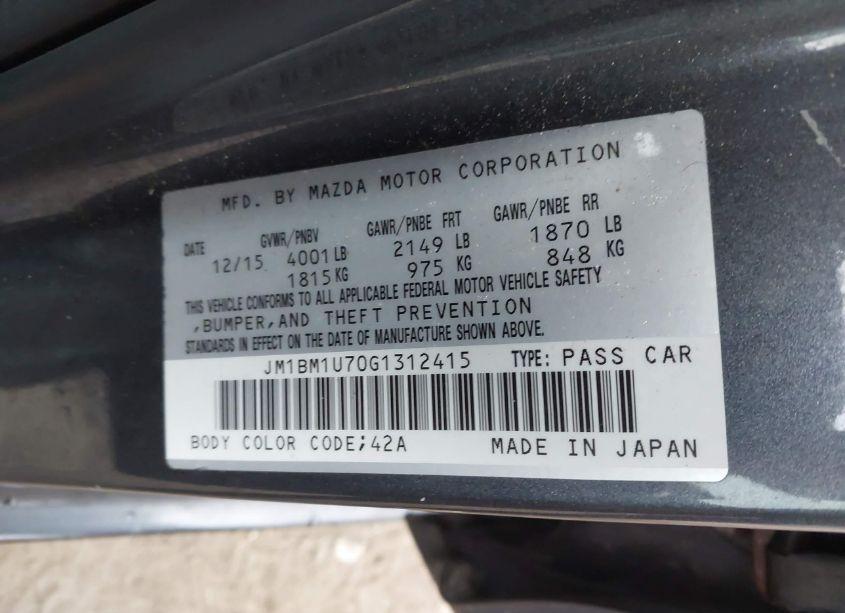 MFD. BY MAZDA MOTOR CORPORATION
DATE GVWR/PNBV GAWR/PNBE FRT GAWR/PNBE RR
12/15 4001 LB 2149 LB 1870 LB
1815 KG 975 KG 848 KG
THIS VEHICLE CONFORMS TO ALL APPLICABLE FEDERAL MOTOR VEHICLE SAFETY
,BUMPER,AND THEFT PREVENTION
STANDARDS IN EFFECT ON THE DATE OF MANUFACTURE SHOWN ABOVE.
JM1BM1U70G1312415 TYPE: PASS CAR
BODY COLOR CODE;42A MADE IN JAPAN